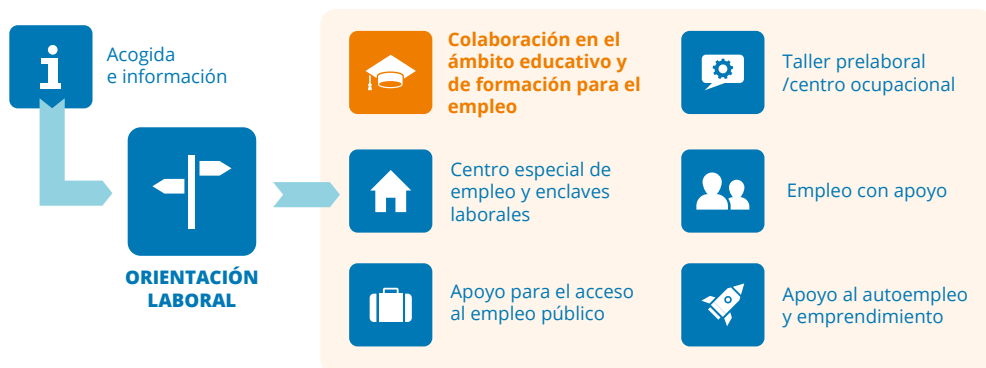 Acogida
e información
ORIENTACIÓN
LABORAL
Colaboración en el
ámbito educativo y
de formación para el
empleo
Taller prelaboral
/centro ocupacional
Centro especial de
empleo y enclaves
laborales
Empleo con apoyo
Apoyo para el acceso
al empleo público
Apoyo al autoempleo
y emprendimiento